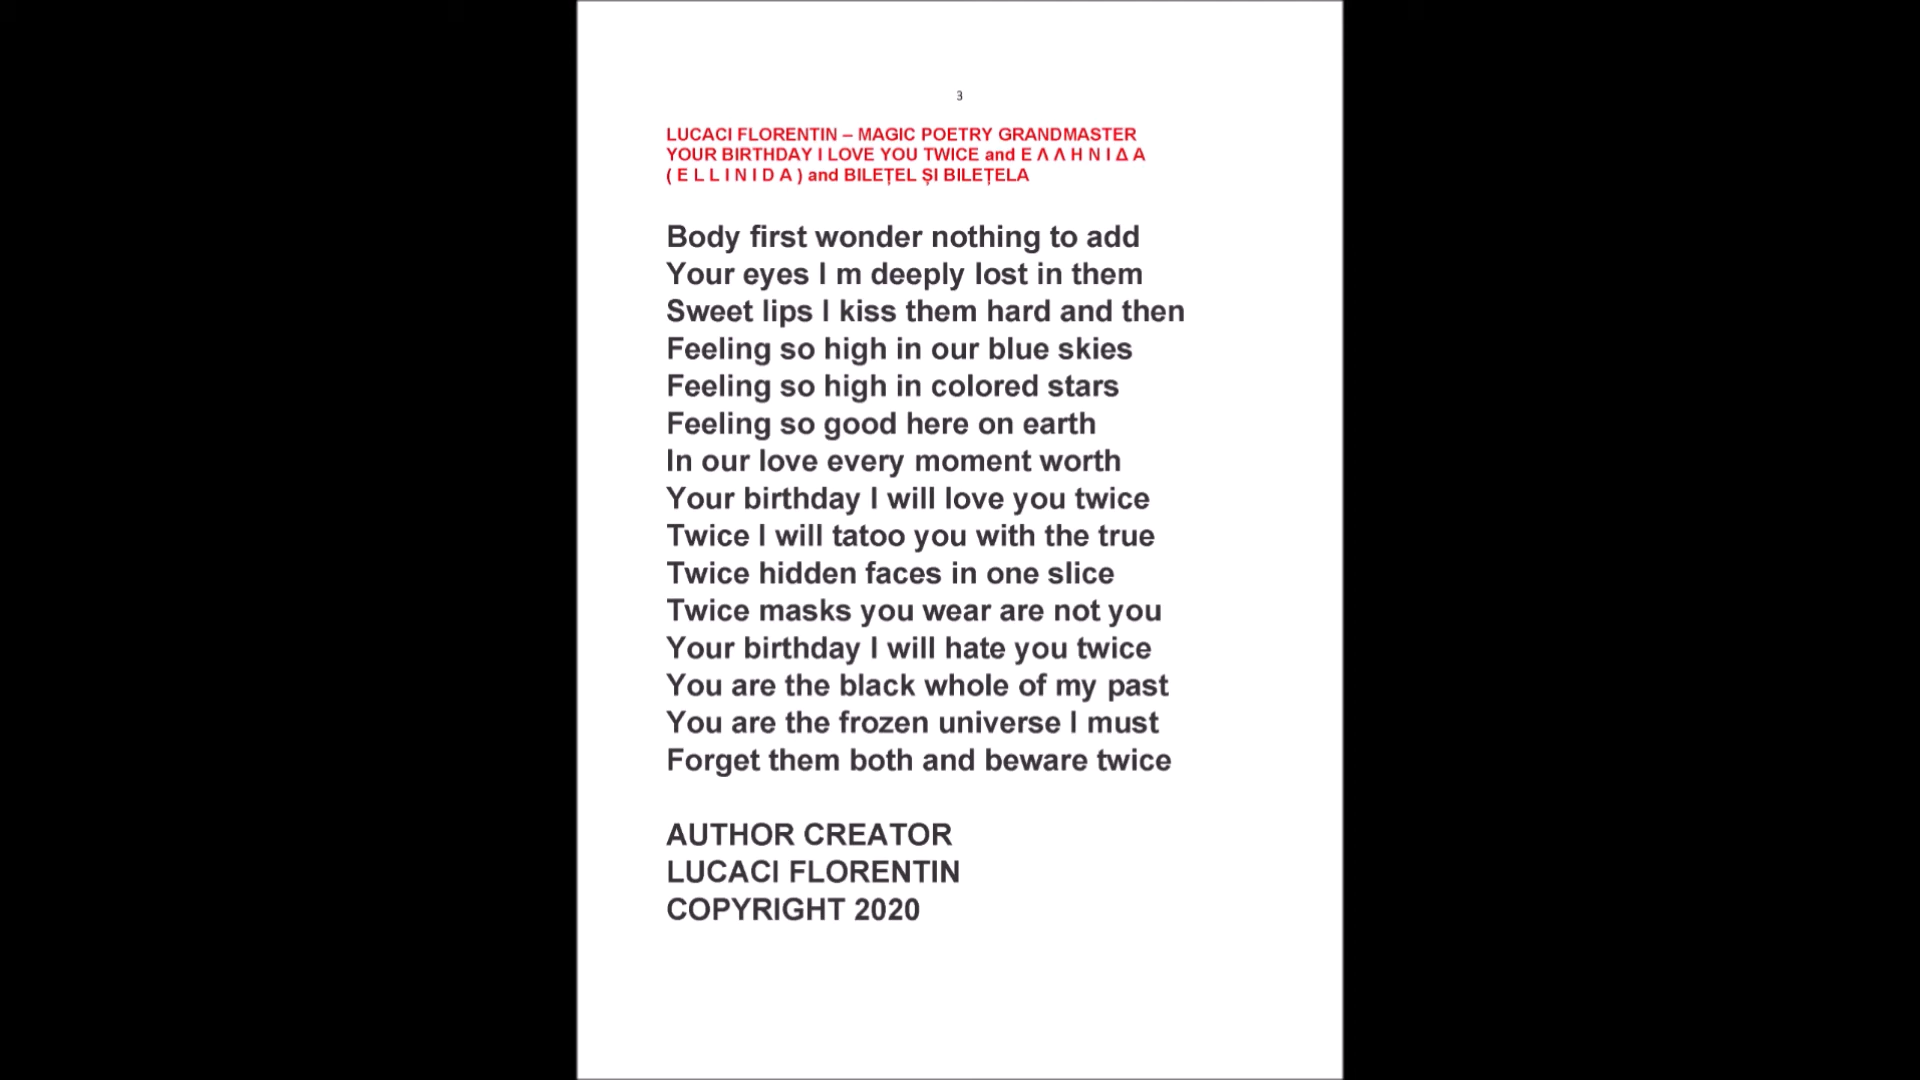 3
LUCACI FLORENTIN – MAGIC POETRY GRANDMASTER
YOUR BIRTHDAY I LOVE YOU TWICE and Ε Λ Λ Η Ν Ι Δ Α
( E L L I N I D A ) and BILEȚEL ȘI BILEȚELA
Body first wonder nothing to add
Your eyes I m deeply lost in them
Sweet lips I kiss them hard and then
Feeling so high in our blue skies
Feeling so high in colored stars
Feeling so good here on earth
In our love every moment worth
Your birthday I will love you twice
Twice I will tatoo you with the true
Twice hidden faces in one slice
Twice masks you wear are not you
Your birthday I will hate you twice
You are the black whole of my past
You are the frozen universe I must
Forget them both and beware twice
AUTHOR CREATOR
LUCACI FLORENTIN
COPYRIGHT 2020